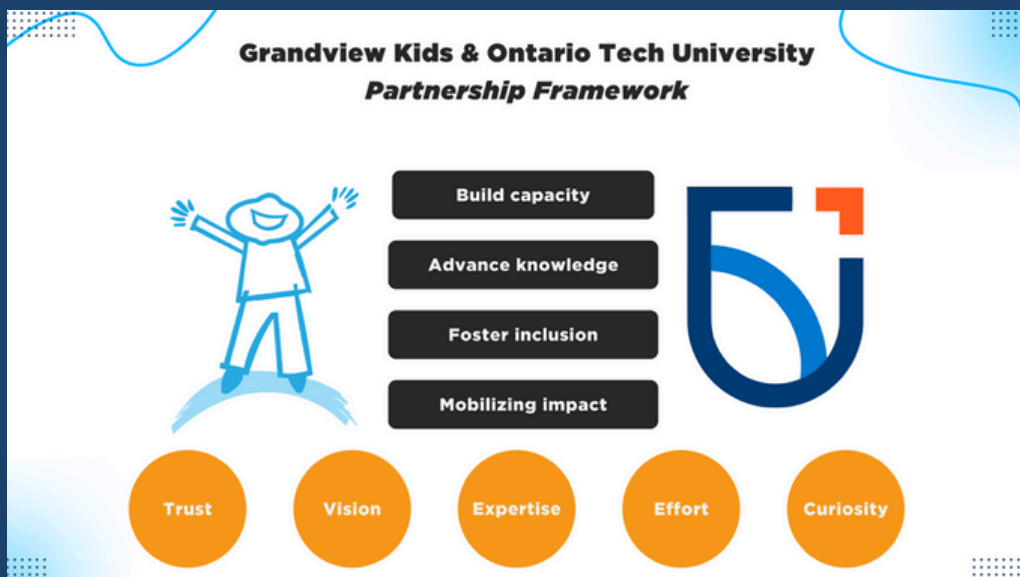 Grandview Kids & Ontario Tech University
Partnership Framework
Build capacity
Advance knowledge
Foster inclusion
Mobilizing impact
Trust
Vision
Expertise
Effort
Curiosity